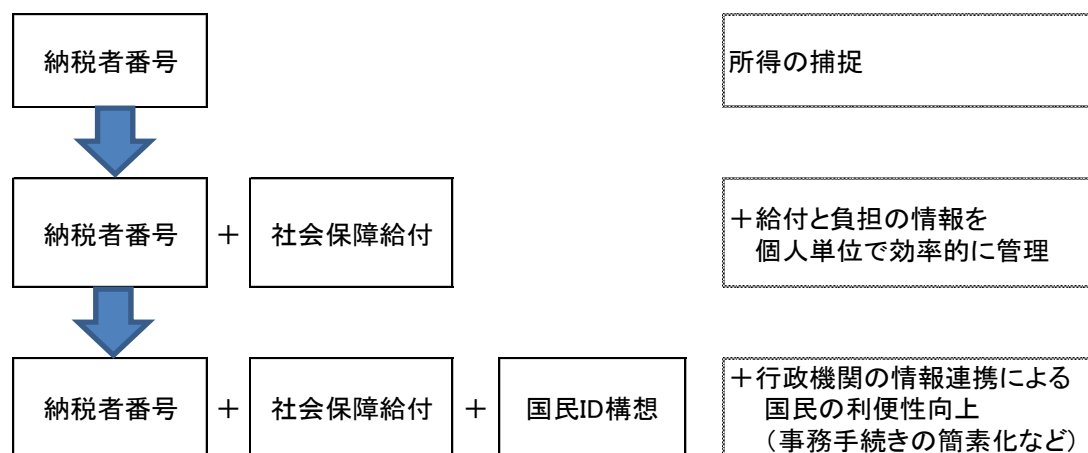 納税者番号
所得の捕捉
納税者番号 + 社会保障給付
+給付と負担の情報を
個人単位で効率的に管理
納税者番号 + 社会保障給付 + 国民ID構想
+行政機関の情報連携による
国民の利便性向上
(事務手続きの簡素化など)